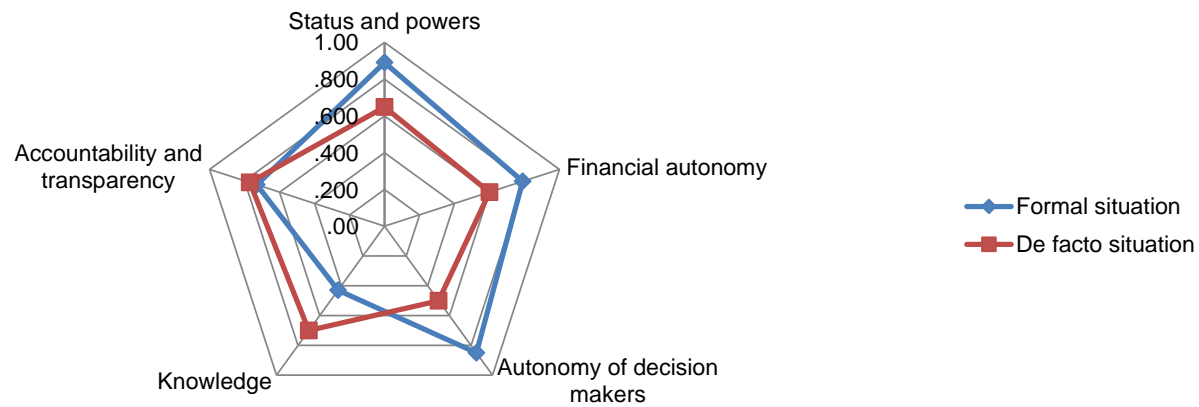 Status and powers
1.00
.800
.600
.400
.200
.00
Accountability and
transparency
Financial autonomy
Formal situation
De facto situation
Knowledge
Autonomy of decision
makers